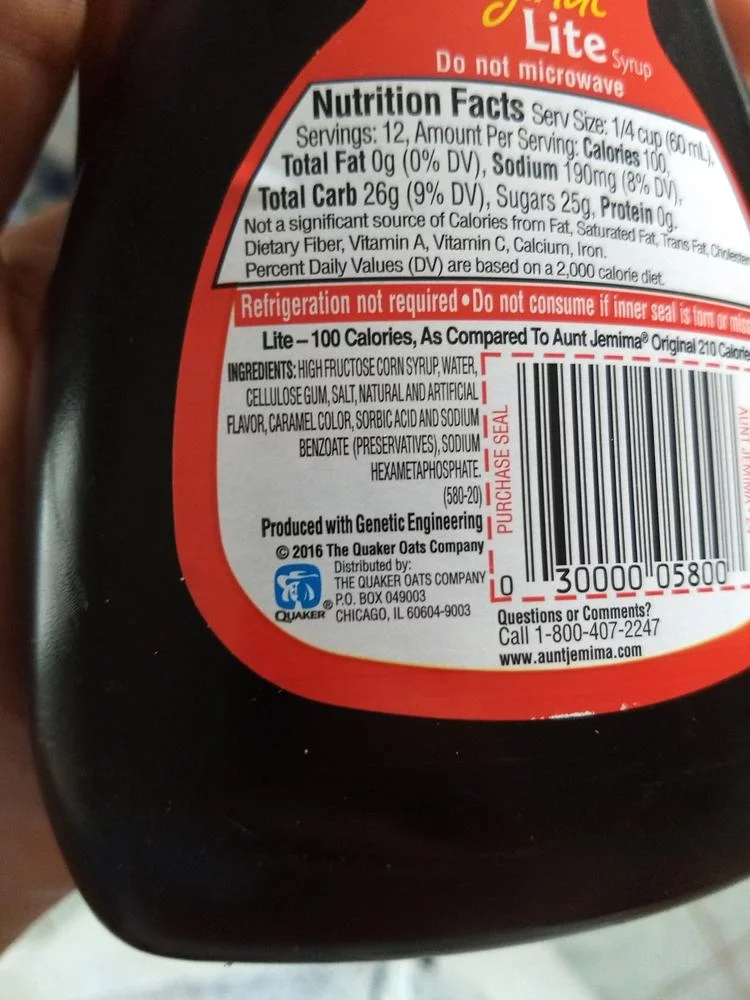 Lite Syrup
Do not microwave
Nutrition Facts Serv Size: 1/4 cup (60 mL),
Servings: 12, Amount Per Serving: Calories 100,
Total Fat 0g (0% DV), Sodium 190mg (8% DV),
Total Carb 26g (9% DV), Sugars 25g, Protein 0g.
Not a significant source of Calories from Fat, Saturated Fat, Trans Fat,
Dietary Fiber, Vitamin A, Vitamin C, Calcium, Iron.
Percent Daily Values (DV) are based on a 2,000 calorie diet.
Refrigeration not required • Do not consume if inner seal is torn or
Lite – 100 Calories, As Compared To Aunt Jemima® Original 210
INGREDIENTS: HIGH FRUCTOSE CORN SYRUP, WATER,
CELLULOSE GUM, SALT, NATURAL AND ARTIFICIAL
FLAVOR, CARAMEL COLOR, SORBIC ACID AND SODIUM
BENZOATE (PRESERVATIVES), SODIUM
HEXAMETAPHOSPHATE.
(580-20)
Produced with Genetic Engineering
© 2016 The Quaker Oats Company
Distributed by:
THE QUAKER OATS COMPANY
P.O. BOX 049003
CHICAGO, IL 60604-9003
QUAKER®
PURCHASE SEAL
0 30000 05800
AUNT JEMIMA
Questions or Comments?
Call 1-800-407-2247
www.auntjemima.com